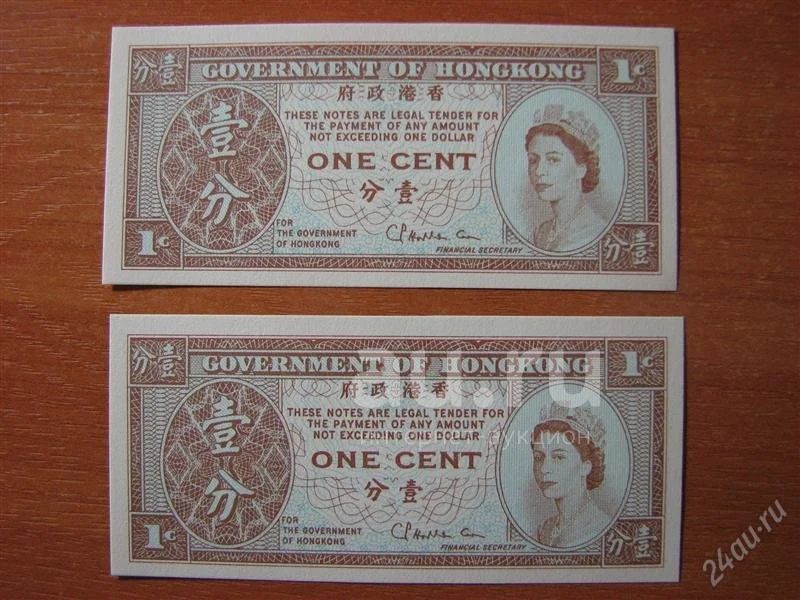 分壹 GOVERNMENT OF HONGKONG 1¢
府政港香
THESE NOTES ARE LEGAL TENDER FOR
THE PAYMENT OF ANY AMOUNT
NOT EXCEEDING ONE DOLLAR
壹分
ONE CENT
分壹
FOR
THE GOVERNMENT
OF HONGKONG
FINANCIAL SECRETARY
1¢ 分壹
分壹 GOVERNMENT OF HONGKONG 1¢
au.ru
府政港香
THESE NOTES ARE LEGAL TENDER FOR
THE PAYMENT OF ANY AMOUNT
NOT EXCEEDING ONE DOLLAR
壹分
ONE CENT
分壹
FOR
THE GOVERNMENT
OF HONGKONG
FINANCIAL SECRETARY
1¢ 分壹
24au.ru